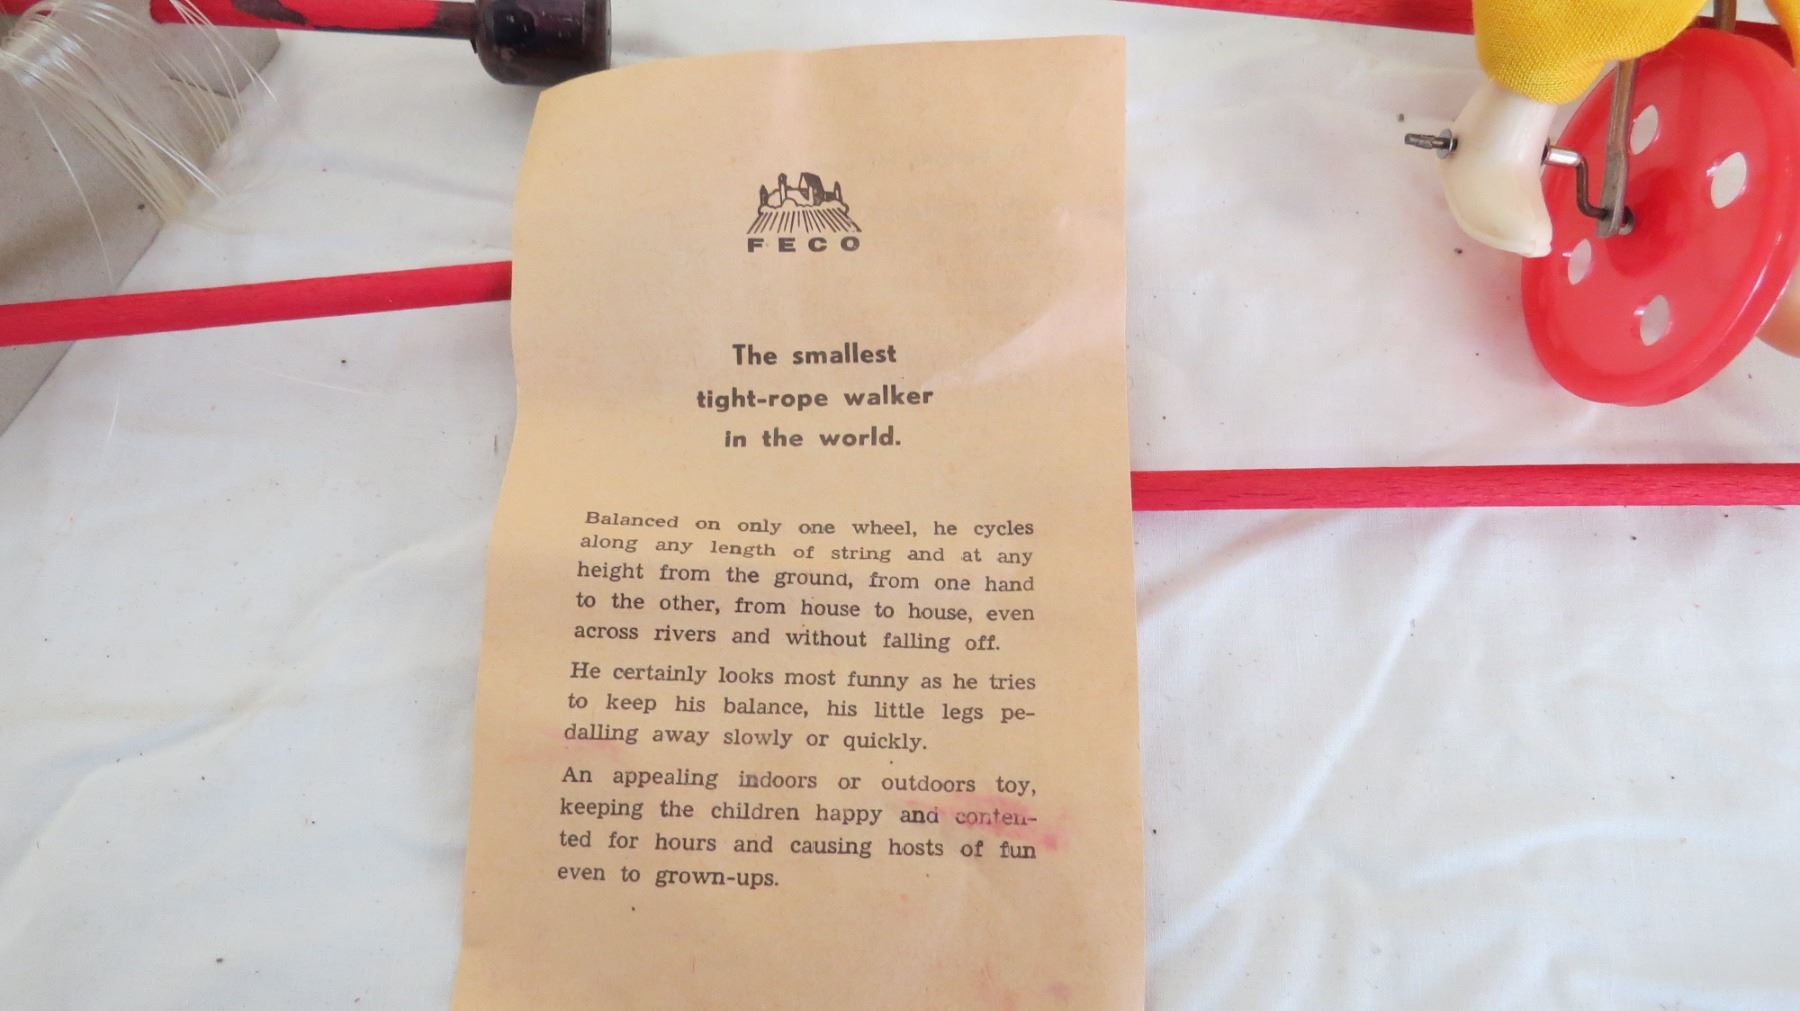 FECO
The smallest
tight-rope walker
in the world.
Balanced on only one wheel, he cycles
along any length of string and at any
height from the ground, from one hand
to the other, from house to house, even
across rivers and without falling off.
He certainly looks most funny as he tries
to keep his balance, his little legs pe-
dalling away slowly or quickly.
An appealing indoors or outdoors toy,
keeping the children happy and conten-
ted for hours and causing hosts of fun
even to grown-ups.